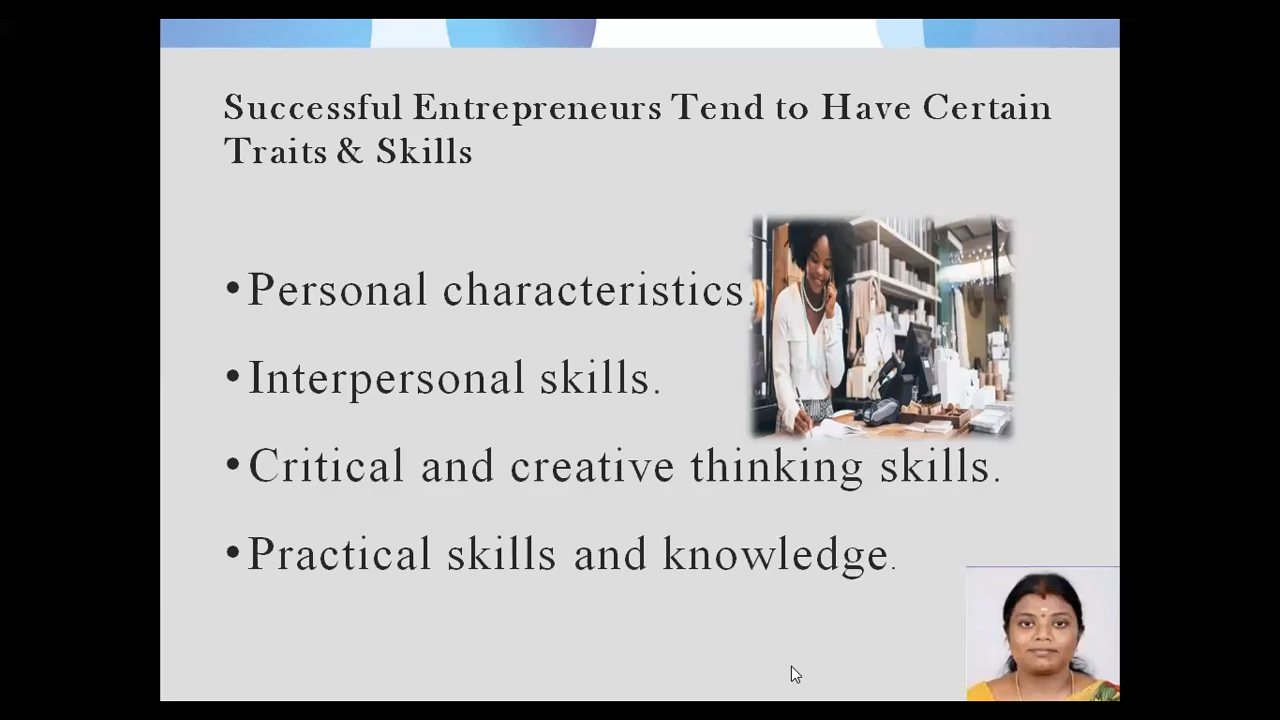 Successful Entrepreneurs Tend to Have Certain
Traits & Skills
•Personal characteristics.
•Interpersonal skills.
•Critical and creative thinking skills.
•Practical skills and knowledge.